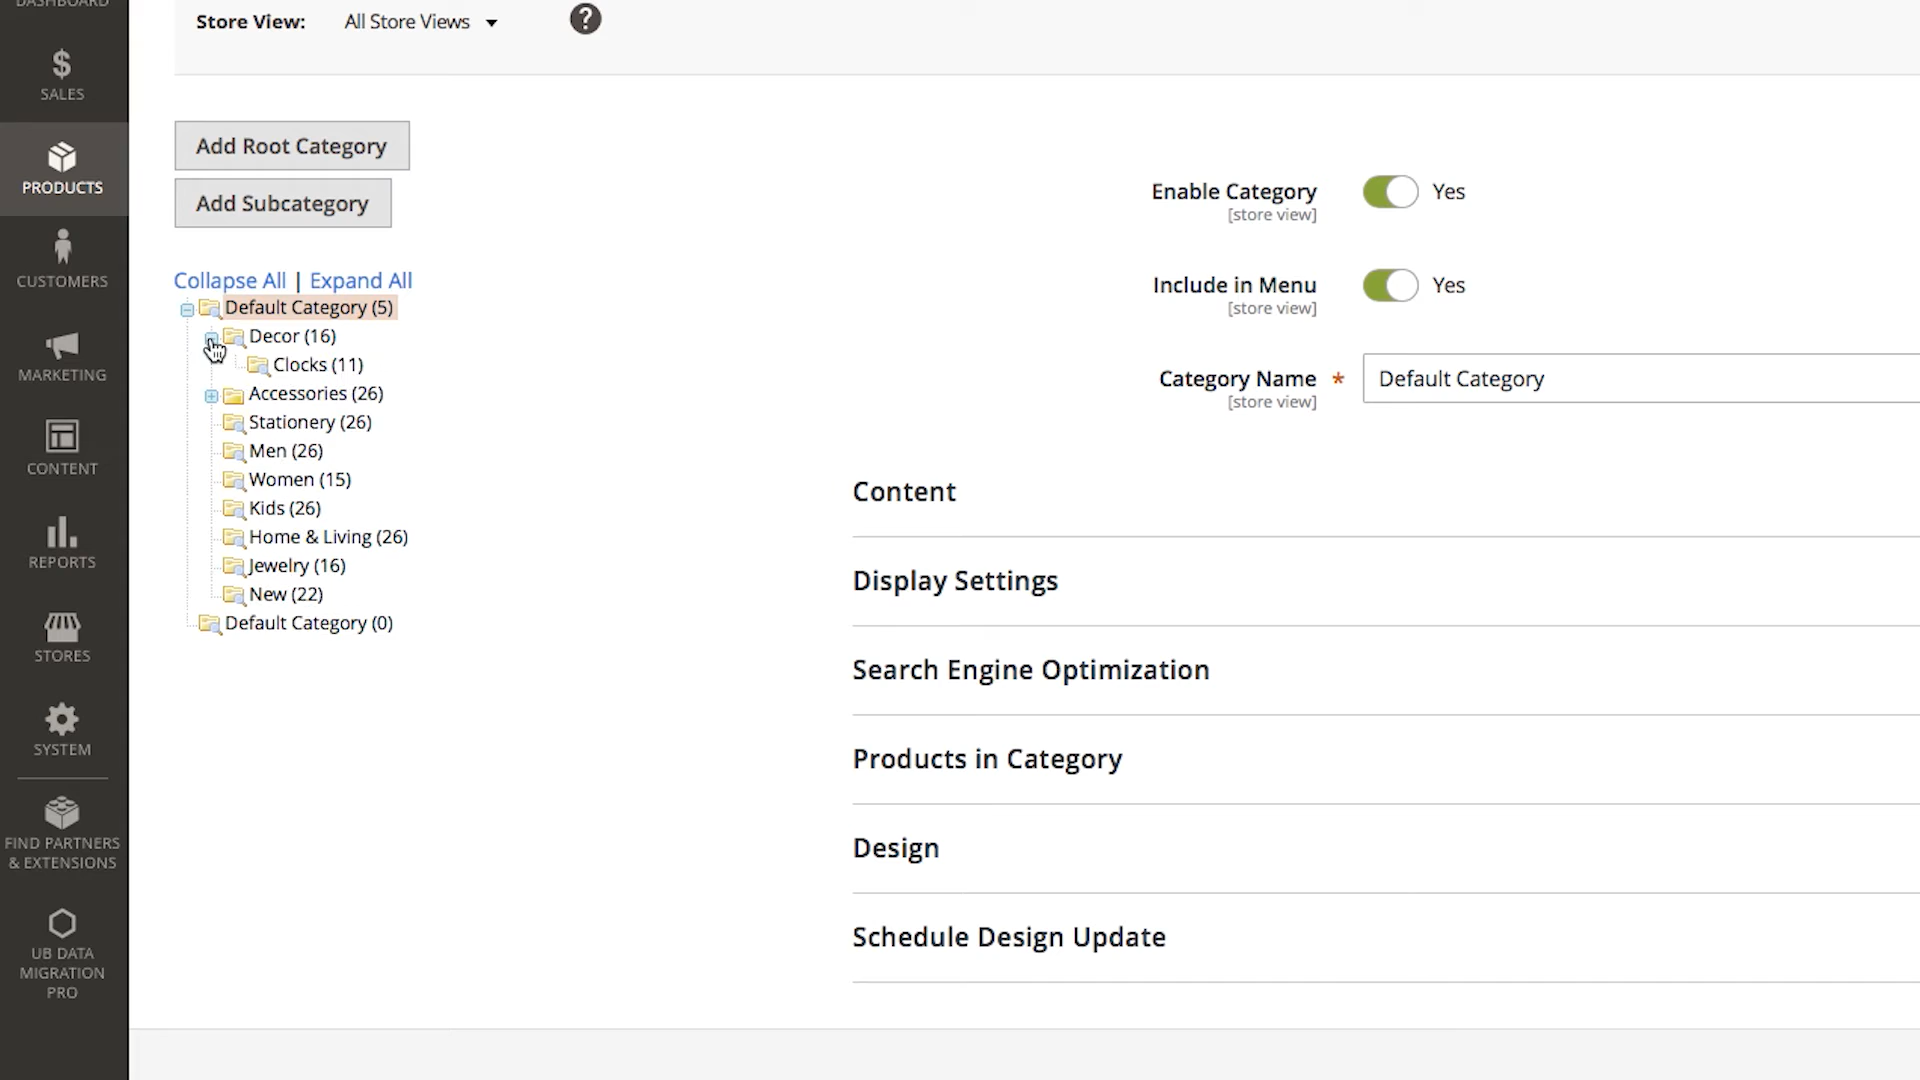 DASHBOARD
SALES
PRODUCTS
CUSTOMERS
MARKETING
CONTENT
REPORTS
STORES
SYSTEM
FIND PARTNERS
& EXTENSIONS
UB DATA
MIGRATION
PRO
Store View: All Store Views ?
Add Root Category
Add Subcategory
Collapse All | Expand All
Default Category (5)
Decor (16)
Clocks (11)
Accessories (26)
Stationery (26)
Men (26)
Women (15)
Kids (26)
Home & Living (26)
Jewelry (16)
New (22)
Default Category (0)
Enable Category Yes
[store view]
Include in Menu Yes
[store view]
Category Name * Default Category
[store view]
Content
Display Settings
Search Engine Optimization
Products in Category
Design
Schedule Design Update